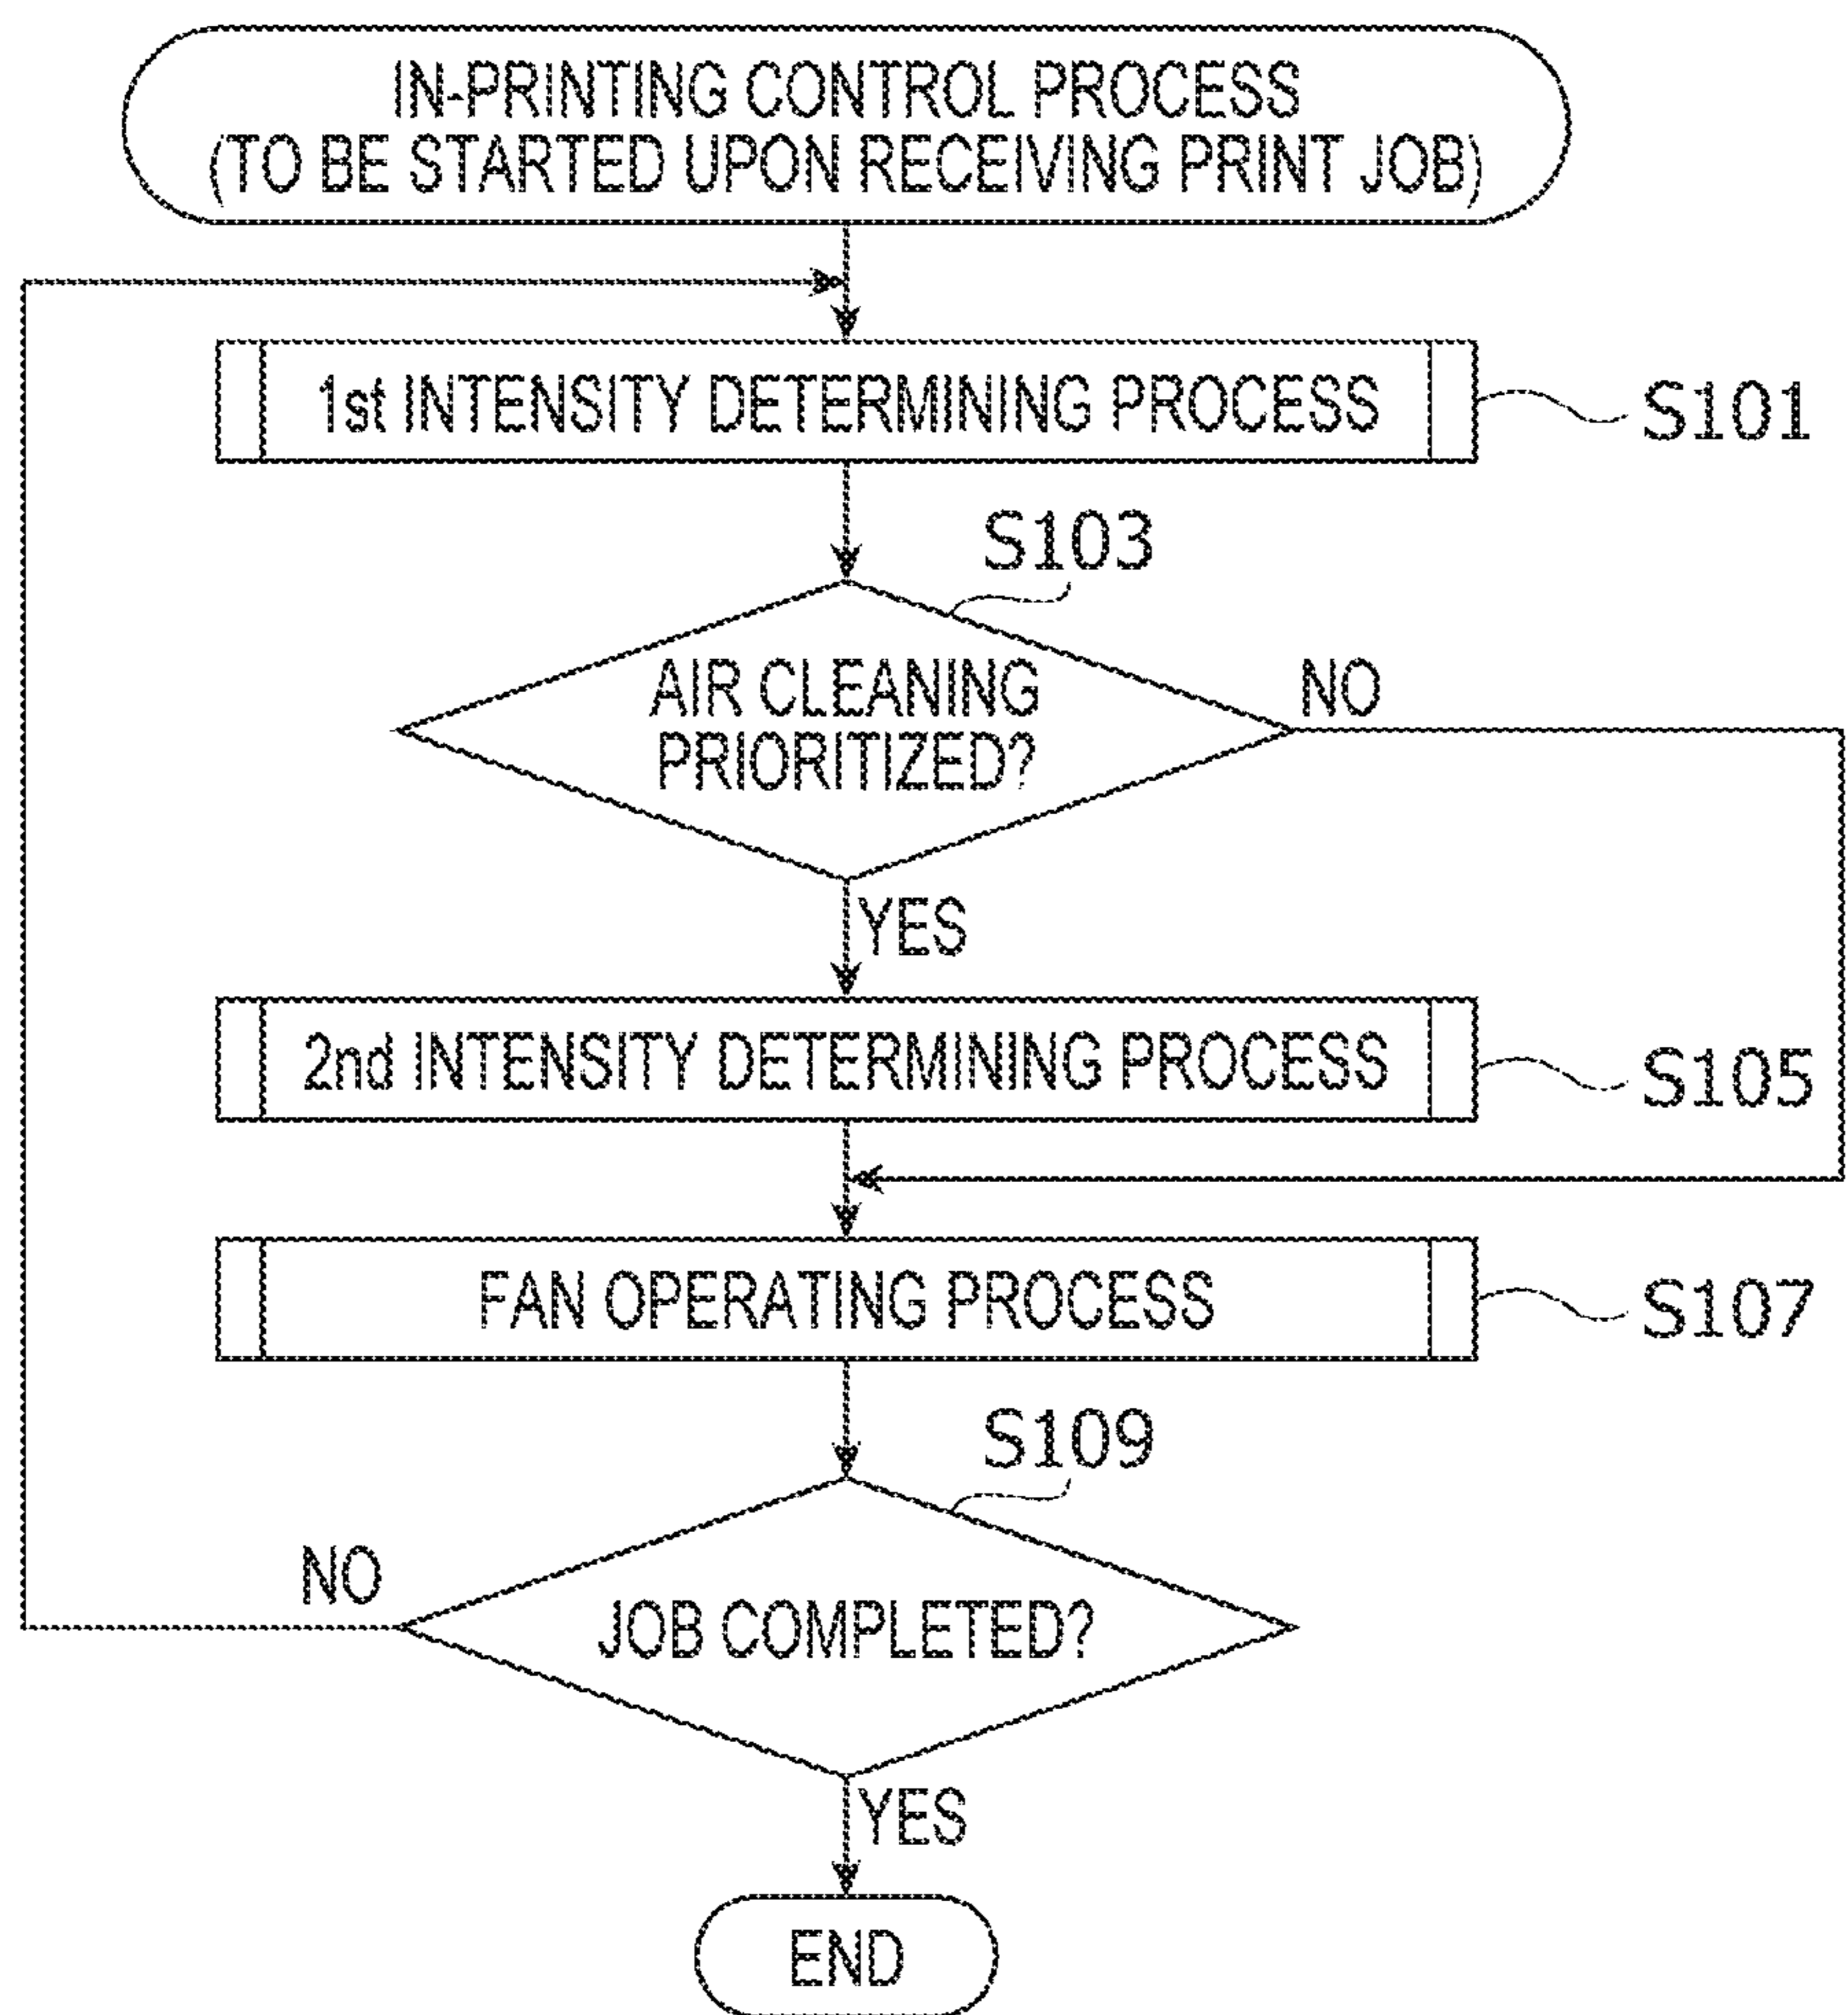 IN-PRINTING CONTROL PROCESS
(TO BE STARTED UPON RECEIVING PRINT JOB)
1st INTENSITY DETERMINING PROCESS
S101
S103
AIR CLEANING
PRIORITIZED?
NO
YES
2nd INTENSITY DETERMINING PROCESS
S105
FAN OPERATING PROCESS
S107
S109
NO
JOB COMPLETED?
YES
END